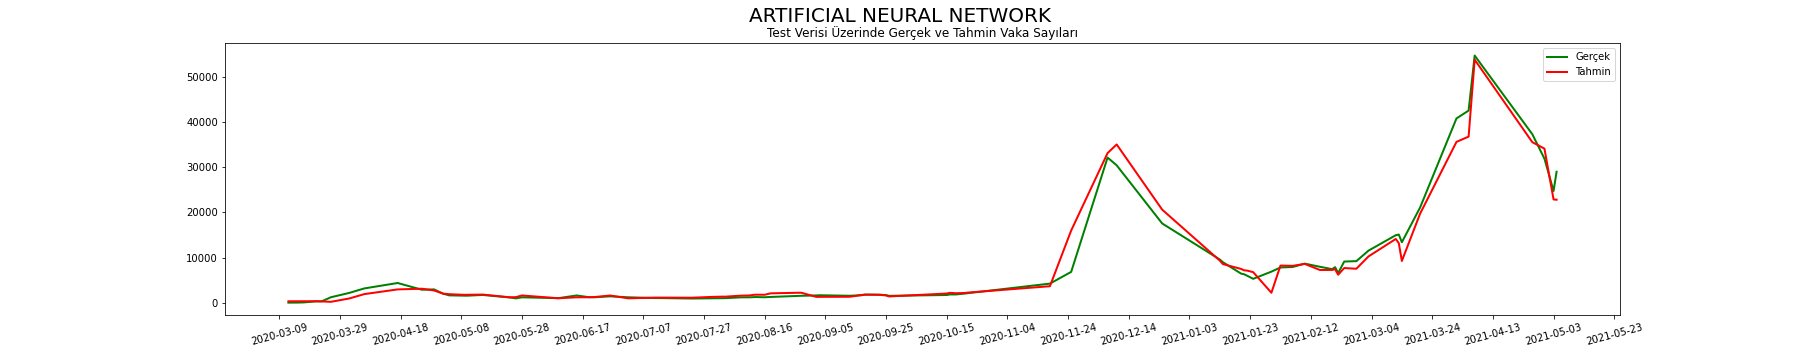 ARTIFICIAL NEURAL NETWORK
Test Verisi Üzerinde Gerçek ve Tahmin Vaka Sayıları
Gerçek
Tahmin
50000
40000
30000
20000
10000
0
2020-03-09 2020-03-29 2020-04-18 2020-05-08 2020-05-28 2020-06-17 2020-07-07 2020-07-27 2020-08-16 2020-09-05 2020-09-25 2020-10-15 2020-11-04 2020-11-24 2020-12-14 2021-01-03 2021-01-23 2021-02-12 2021-03-04 2021-03-24 2021-04-13 2021-05-03 2021-05-23